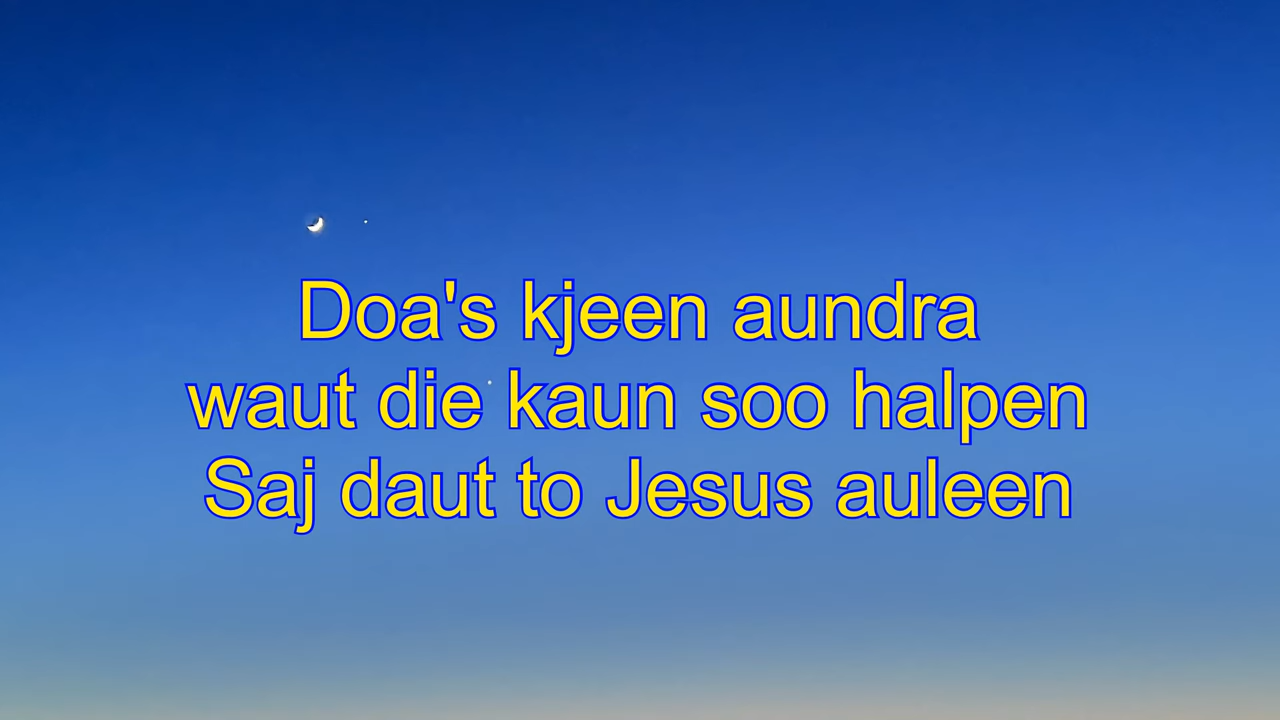 Doa's kjeen aundra
waut die kaun soo halpen
Saj daut to Jesus auleen